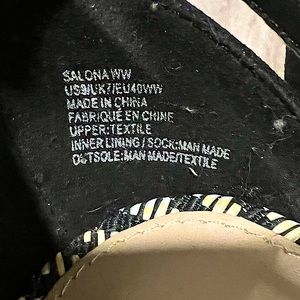 SALONA WW
US9/UK7/EU40WW
MADE IN CHINA
FABRIQUÉ EN CHINE
UPPER:TEXTILE
INNER LINING / SOCK:MAN MADE
OUTSOLE:MAN MADE/TEXTILE